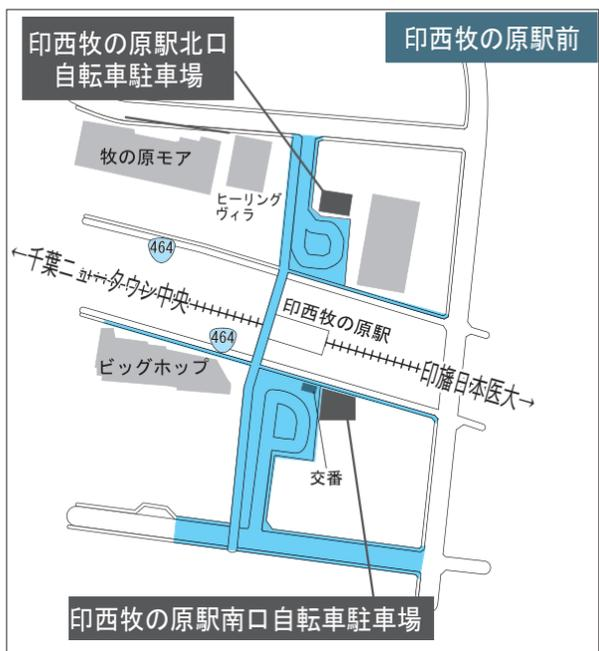 印西牧の原駅前
印西牧の原駅北口
自転車駐車場
牧の原モア
ヒーリング
ヴィラ
464
←千葉ニュータウン中央
印西牧の原駅
464
ビッグホップ
印旛日本医大→
交番
印西牧の原駅南口自転車駐車場